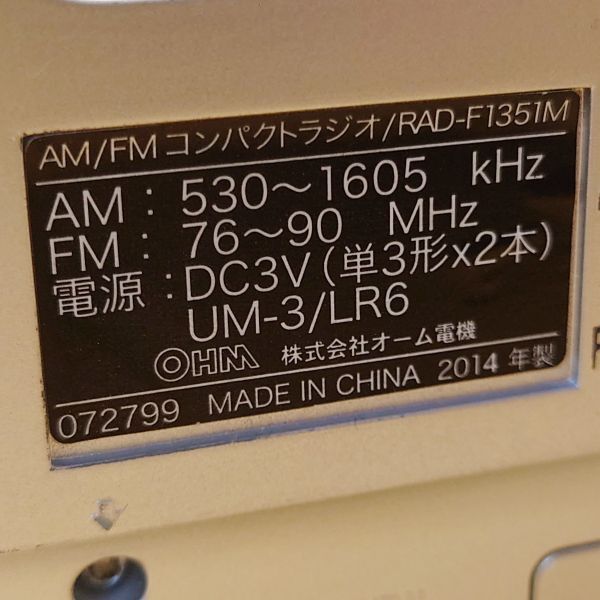 AM/FM コンパクトラジオ/RAD-F1351M
AM : 530～1605 kHz
FM : 76～90 MHz
電源 : DC3V (単3形x2本)
UM-3/LR6
OHM 株式会社オーム電機
072799 MADE IN CHINA 2014 年製